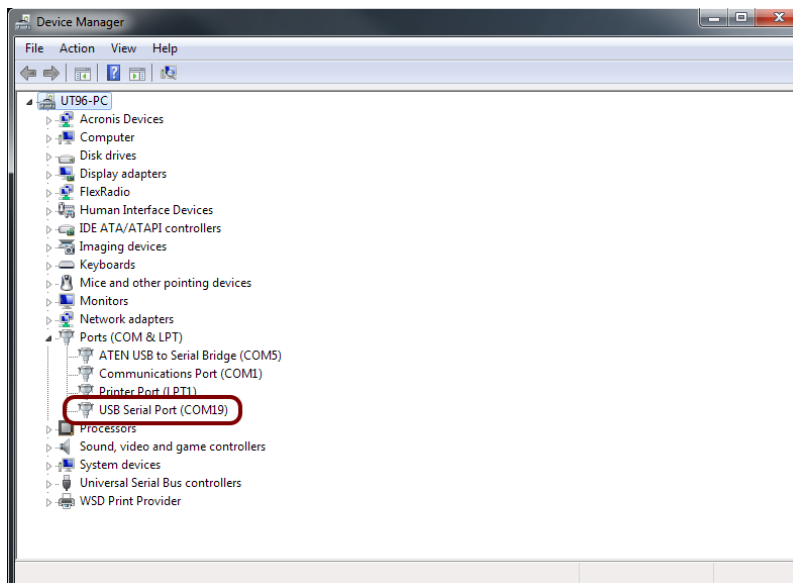 Device Manager
File Action View Help
UT96-PC
Acronis Devices
Computer
Disk drives
Display adapters
FlexRadio
Human Interface Devices
IDE ATA/ATAPI controllers
Imaging devices
Keyboards
Mice and other pointing devices
Monitors
Network adapters
Ports (COM & LPT)
ATEN USB to Serial Bridge (COM5)
Communications Port (COM1)
Printer Port (LPT1)
USB Serial Port (COM19)
Processors
Sound, video and game controllers
System devices
Universal Serial Bus controllers
WSD Print Provider